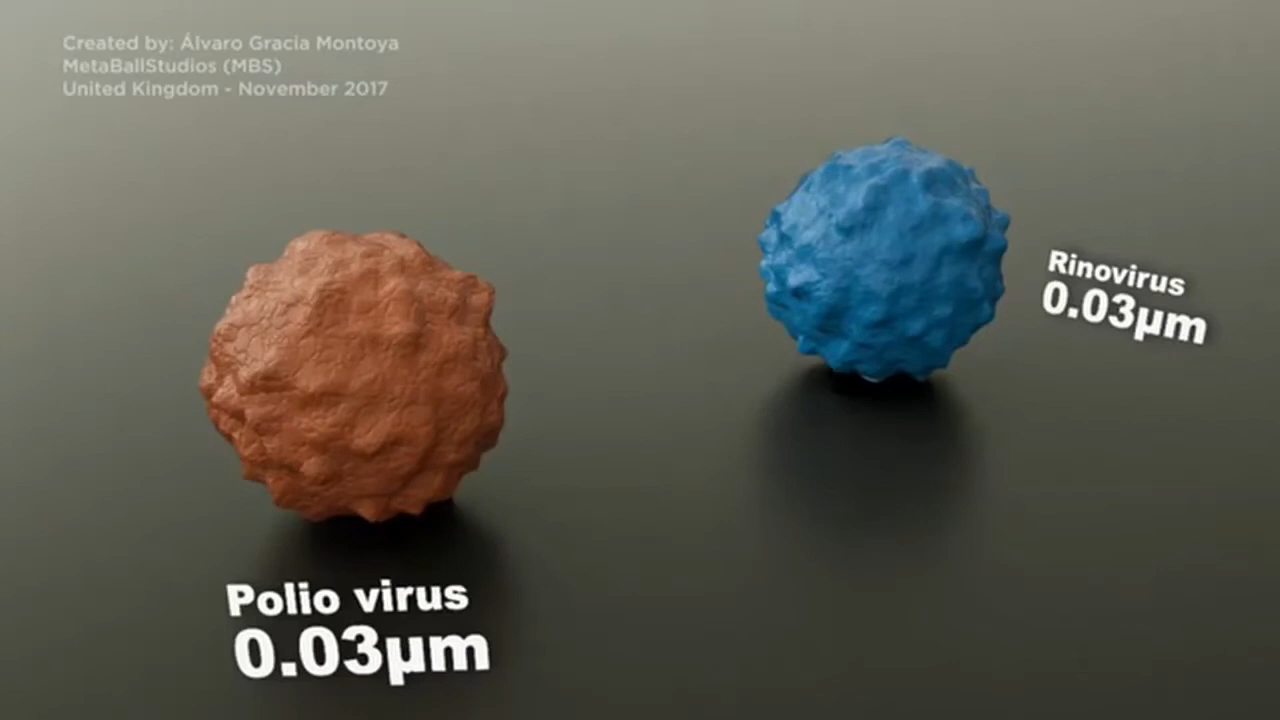 Created by: Álvaro Gracia Montoya
MetaBallStudios (MBS)
United Kingdom - November 2017
Rinovirus
0.03µm
Polio virus
0.03µm